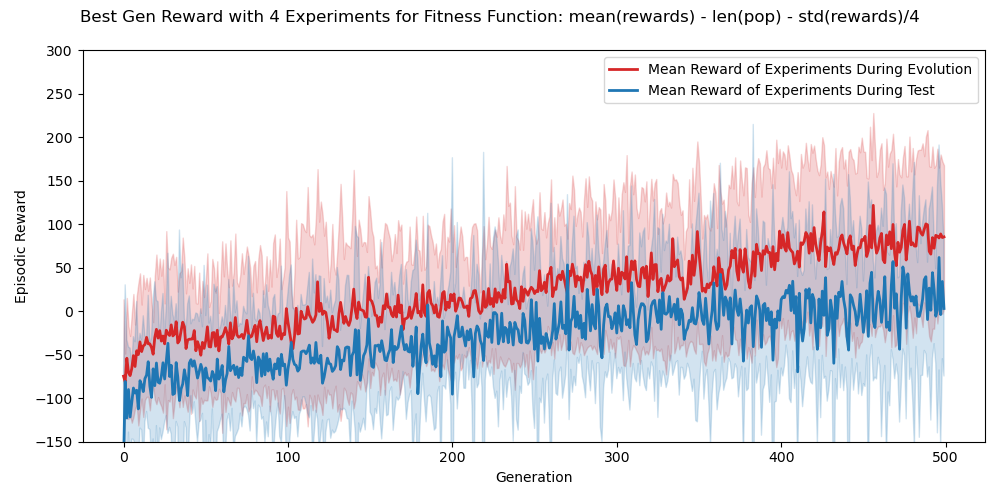 Best Gen Reward with 4 Experiments for Fitness Function: mean(rewards) - len(pop) - std(rewards)/4
300
250
200
150
100
50
0
−50
−100
−150
Episodic Reward
Mean Reward of Experiments During Evolution
Mean Reward of Experiments During Test
0 100 200 300 400 500
Generation